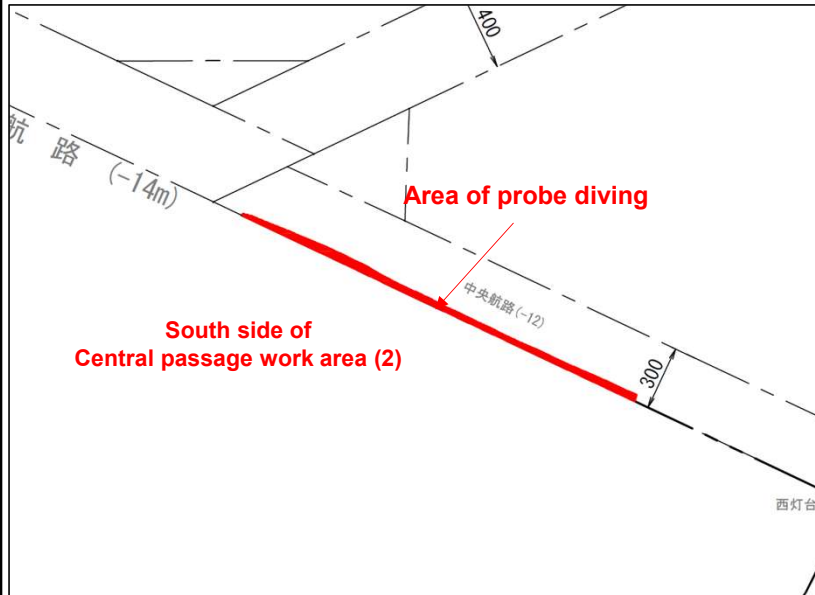 400
航路 (-14m)
Area of probe diving
中央航路(-12)
South side of
Central passage work area (2)
300
西灯台